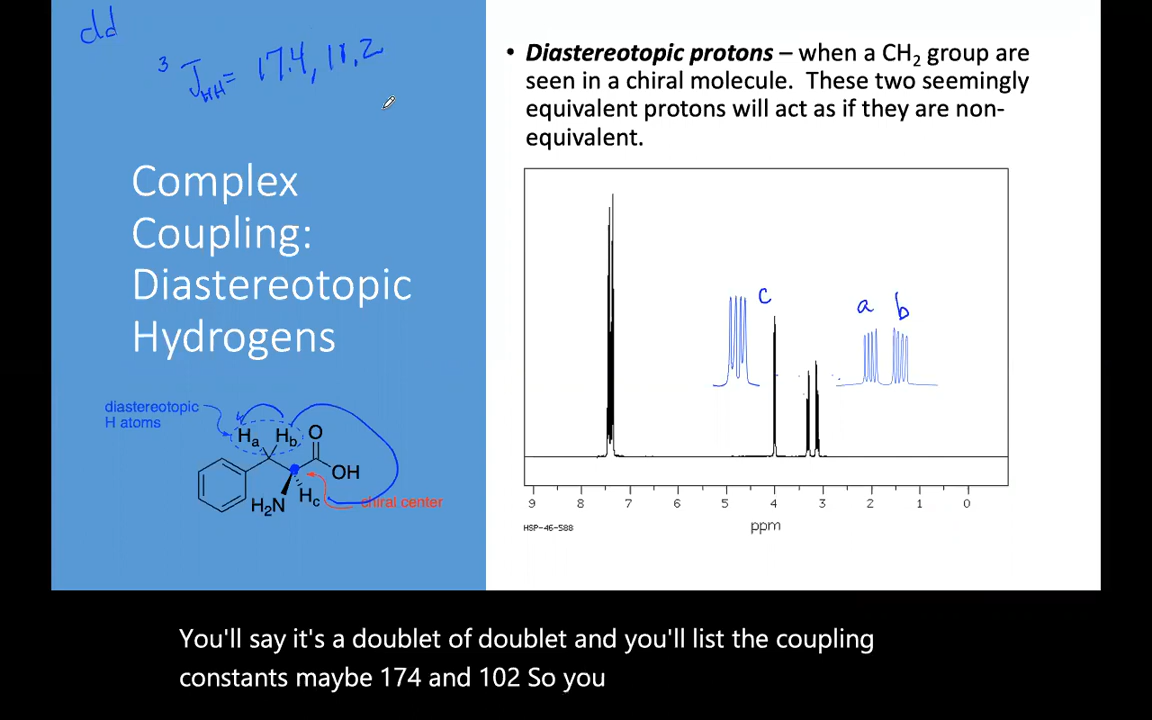 dd
³J_HH = 17.4, 10.2
Complex
Coupling:
Diastereotopic
Hydrogens
diastereotopic
H atoms
Ha
Hb
O
OH
H₂N
Hc
chiral center
• Diastereotopic protons – when a CH₂ group are
seen in a chiral molecule. These two seemingly
equivalent protons will act as if they are non-
equivalent.
c
a
b
9 8 7 6 5 4 3 2 1 0
HSP-46-588
ppm
You'll say it's a doublet of doublet and you'll list the coupling
constants maybe 174 and 102 So you